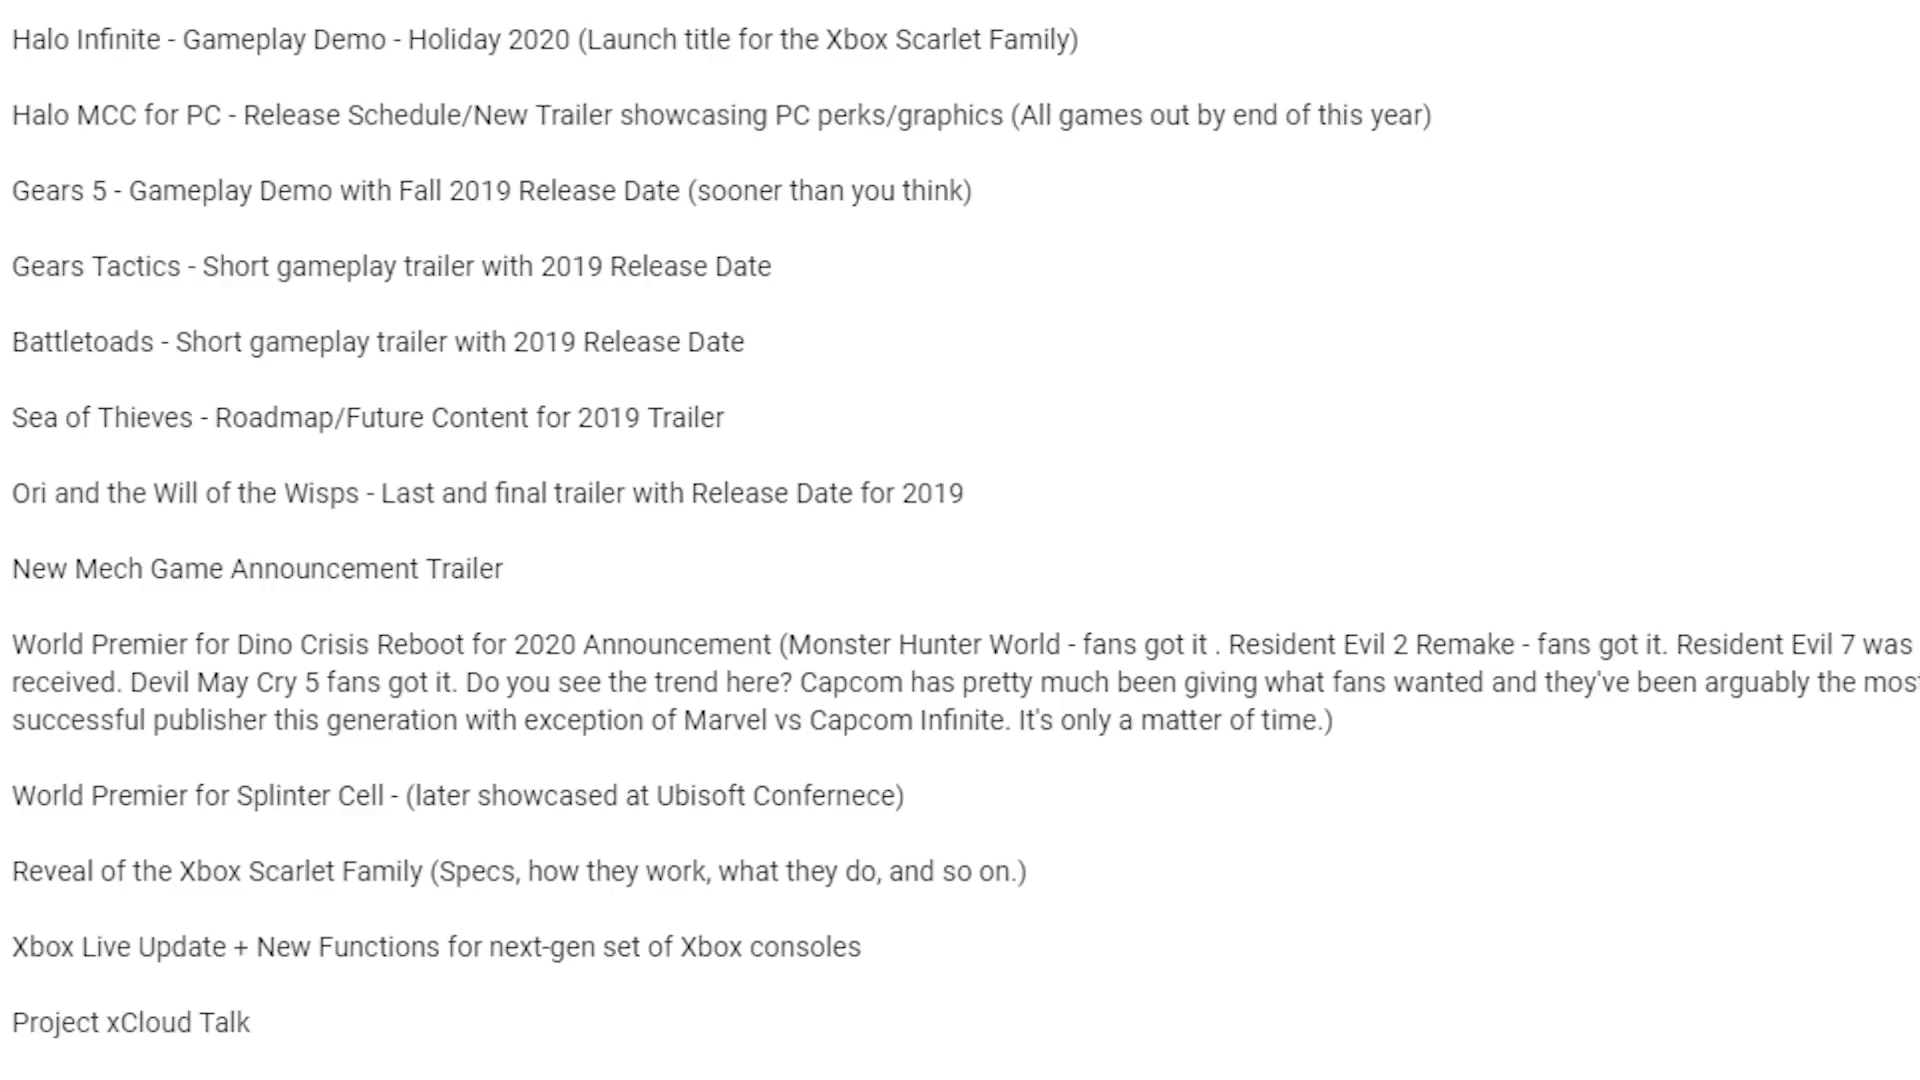 Halo Infinite - Gameplay Demo - Holiday 2020 (Launch title for the Xbox Scarlet Family)
Halo MCC for PC - Release Schedule/New Trailer showcasing PC perks/graphics (All games out by end of this year)
Gears 5 - Gameplay Demo with Fall 2019 Release Date (sooner than you think)
Gears Tactics - Short gameplay trailer with 2019 Release Date
Battletoads - Short gameplay trailer with 2019 Release Date
Sea of Thieves - Roadmap/Future Content for 2019 Trailer
Ori and the Will of the Wisps - Last and final trailer with Release Date for 2019
New Mech Game Announcement Trailer
World Premier for Dino Crisis Reboot for 2020 Announcement (Monster Hunter World - fans got it . Resident Evil 2 Remake - fans got it. Resident Evil 7 was
received. Devil May Cry 5 fans got it. Do you see the trend here? Capcom has pretty much been giving what fans wanted and they've been arguably the mos
successful publisher this generation with exception of Marvel vs Capcom Infinite. It's only a matter of time.)
World Premier for Splinter Cell - (later showcased at Ubisoft Confernece)
Reveal of the Xbox Scarlet Family (Specs, how they work, what they do, and so on.)
Xbox Live Update + New Functions for next-gen set of Xbox consoles
Project xCloud Talk